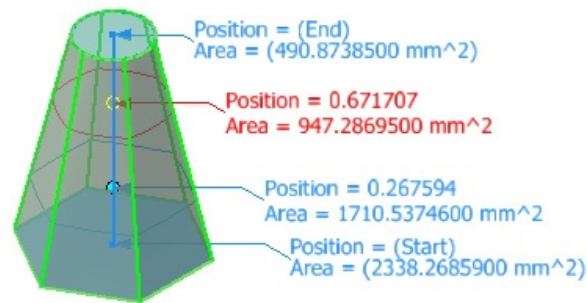 Position = (End)
Area = (490.8738500 mm^2)
Position = 0.671707
Area = 947.2869500 mm^2
Position = 0.267594
Area = 1710.5374600 mm^2
Position = (Start)
Area = (2338.2685900 mm^2)